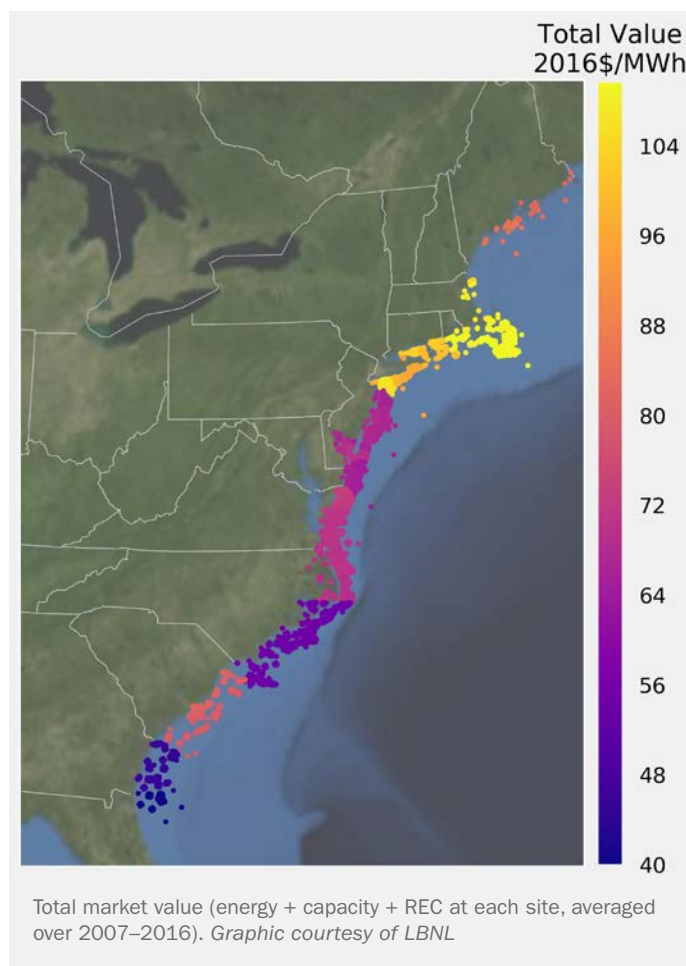 Total Value
2016$/MWh
104
96
88
80
72
64
56
48
40
Total market value (energy + capacity + REC at each site, averaged
over 2007–2016). Graphic courtesy of LBNL